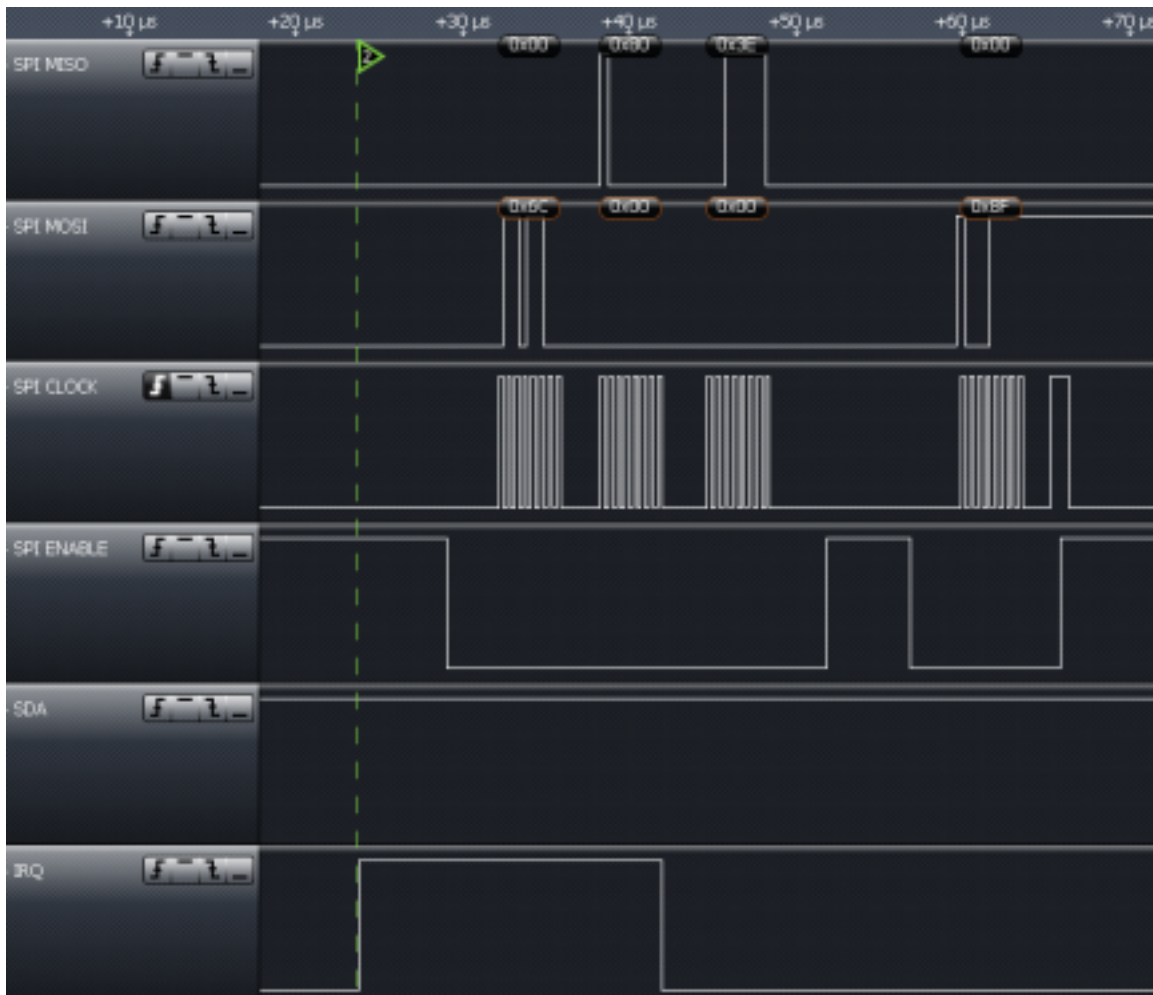 +10 µs +20 µs +30 µs +40 µs +50 µs +60 µs +70 µs
SPI MISO
2
0x00 0x80 0x3E 0x00
SPI MOSI
0x6C 0x00 0x00 0xBF
SPI CLOCK
SPI ENABLE
SDA
IRQ